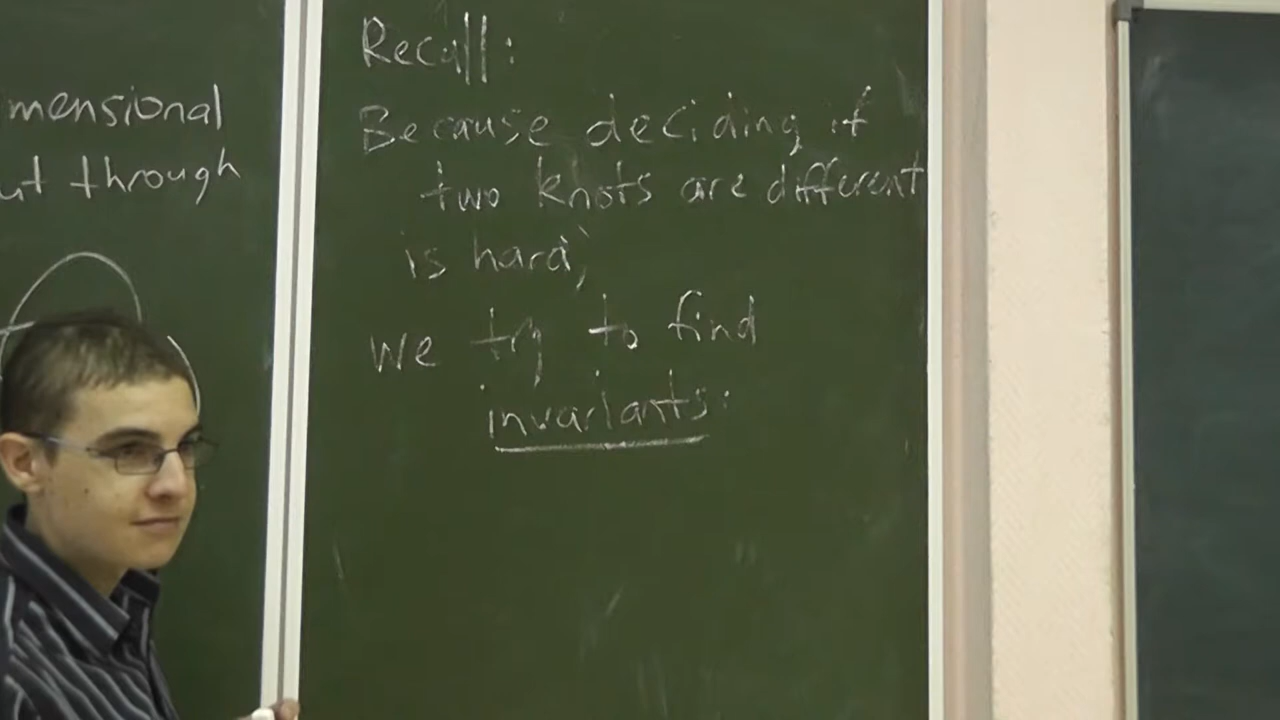 mensional
ut through
Recall:
Because deciding if
two knots are different
is hard,
we try to find
invariants: